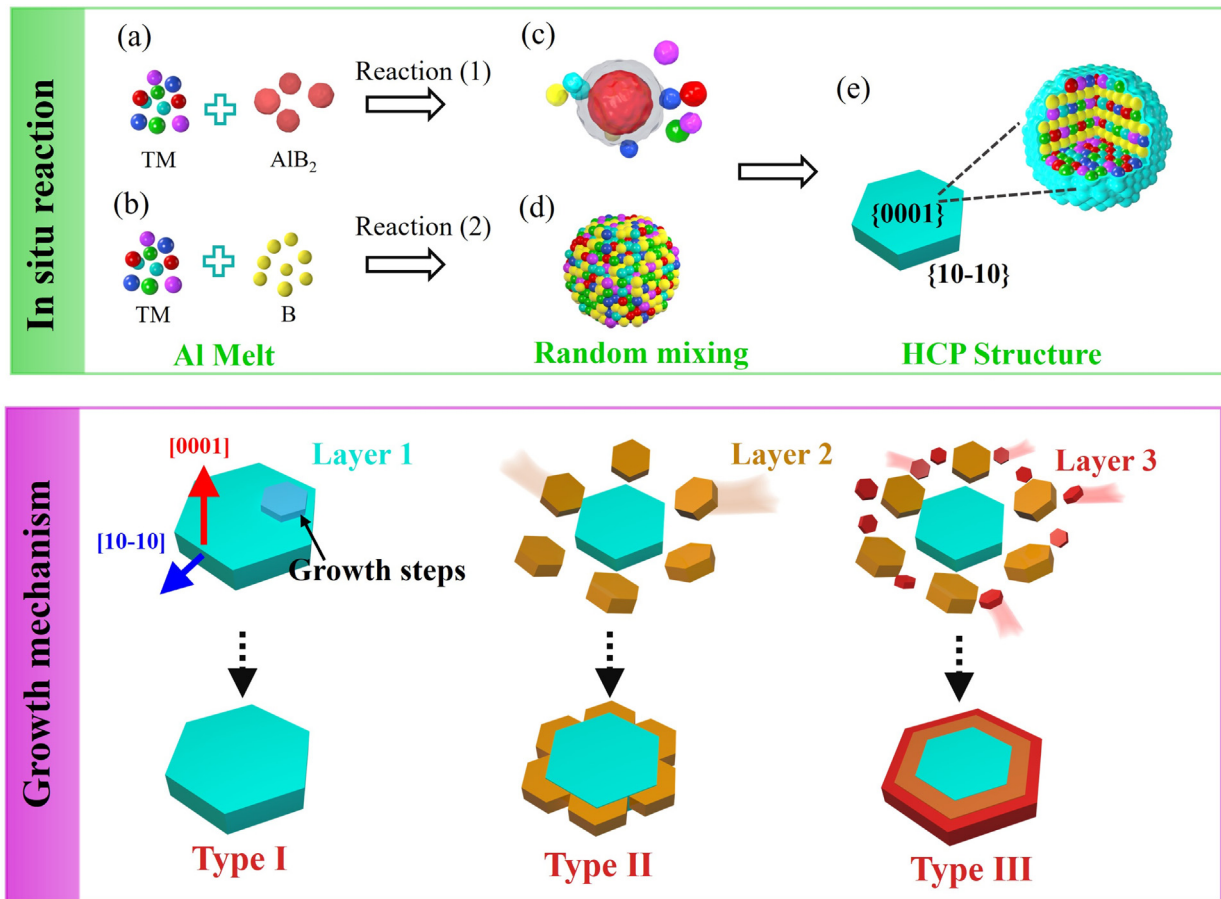 In situ reaction
(a)
TM
AlB₂
Reaction (1)
(c)
(b)
TM
B
Reaction (2)
(d)
(e)
{0001}
{10-10}
Al Melt
Random mixing
HCP Structure
Growth mechanism
[0001]
[10-10]
Layer 1
Growth steps
Layer 2
Layer 3
Type I
Type II
Type III